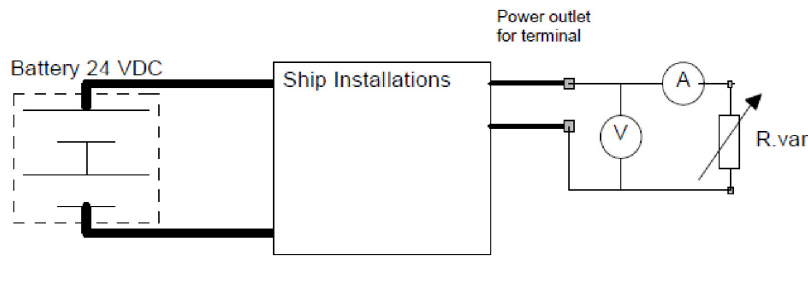 Power outlet
for terminal
Battery 24 VDC
Ship Installations
A
V
R.var